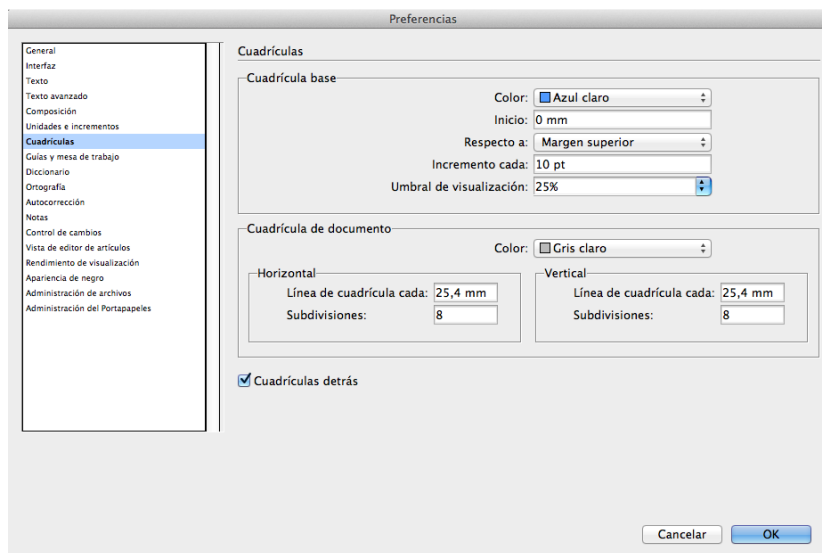 Preferencias
General
Interfaz
Texto
Texto avanzado
Composición
Unidades e incrementos
Cuadrículas
Guías y mesa de trabajo
Diccionario
Ortografía
Autocorrección
Notas
Control de cambios
Vista de editor de artículos
Rendimiento de visualización
Apariencia de negro
Administración de archivos
Administración del Portapapeles
Cuadrículas
Cuadrícula base
Color: Azul claro
Inicio: 0 mm
Respecto a: Margen superior
Incremento cada: 10 pt
Umbral de visualización: 25%
Cuadrícula de documento
Color: Gris claro
Horizontal
Línea de cuadrícula cada: 25,4 mm
Subdivisiones: 8
Vertical
Línea de cuadrícula cada: 25,4 mm
Subdivisiones: 8
Cuadrículas detrás
Cancelar
OK